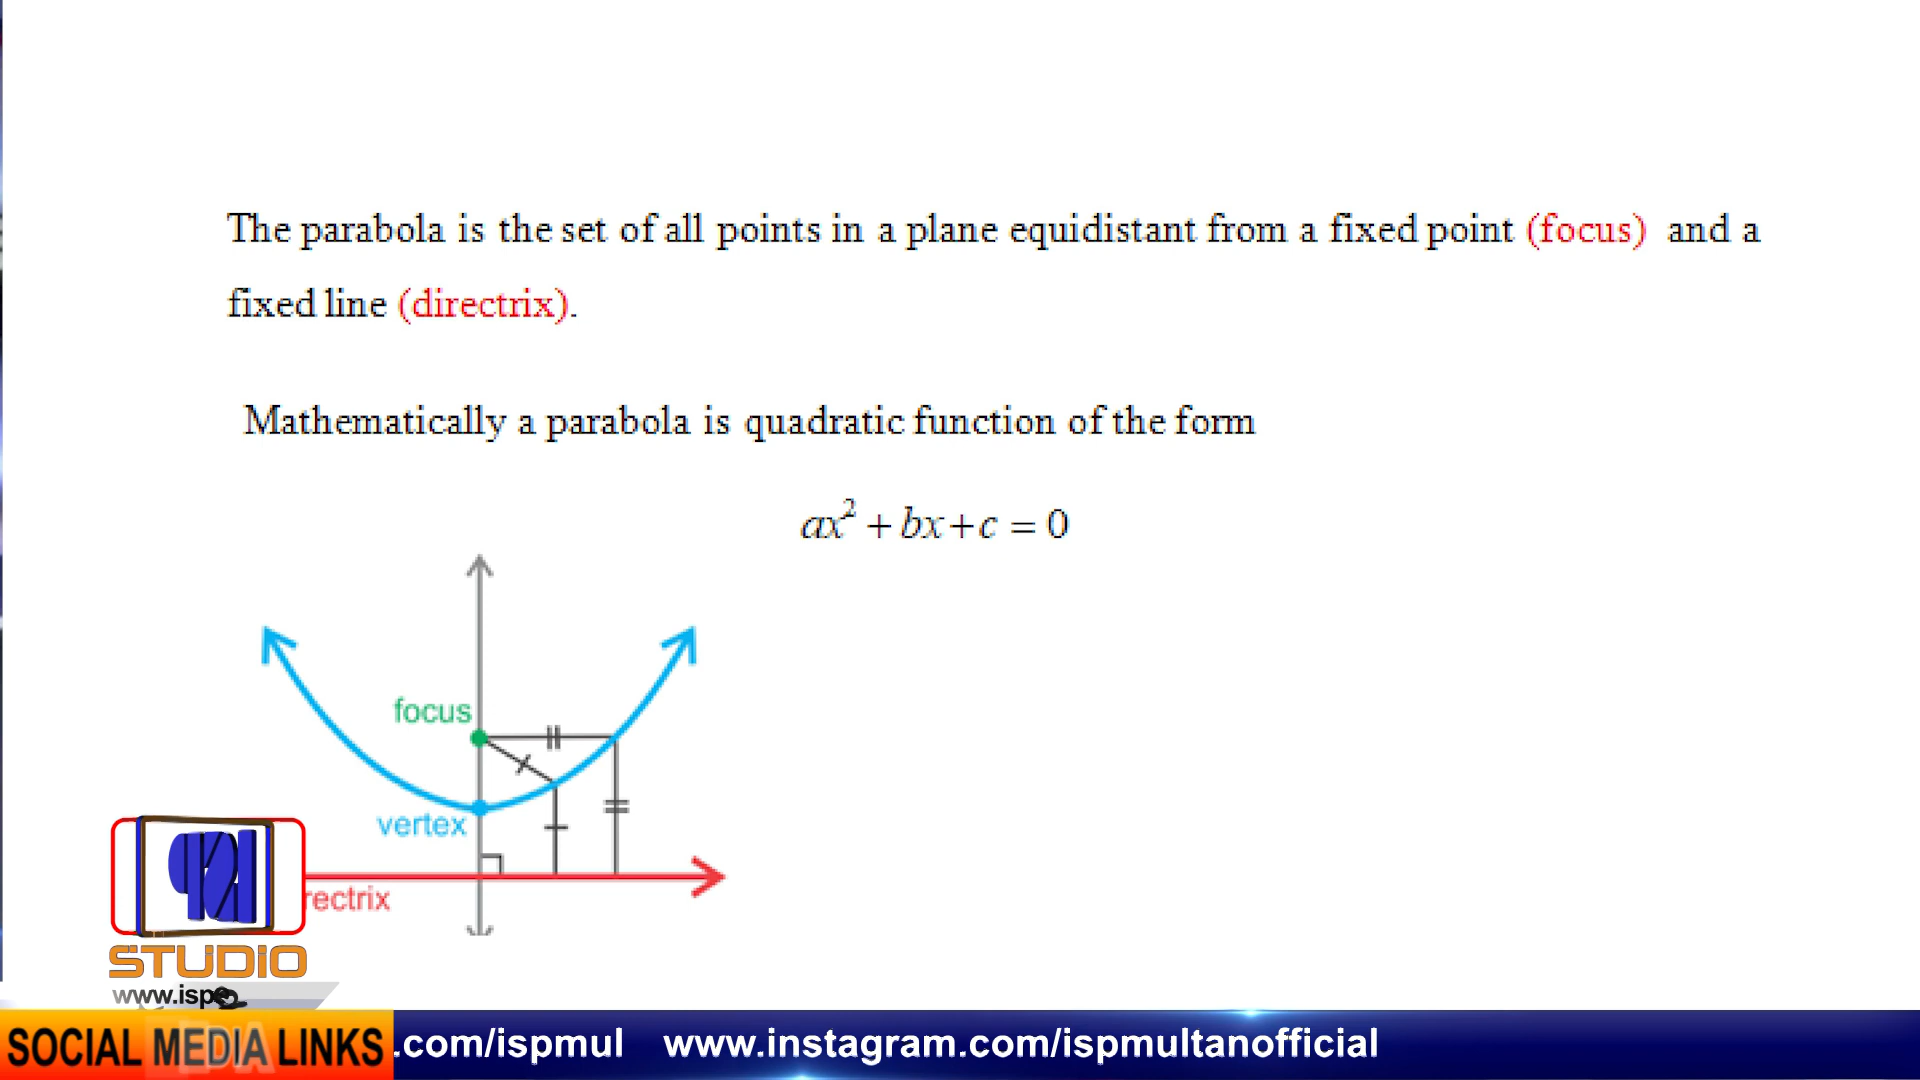 The parabola is the set of all points in a plane equidistant from a fixed point (focus) and a
fixed line (directrix).
Mathematically a parabola is quadratic function of the form
ax² + bx + c = 0
focus
vertex
rectrix
STUDIO
www.ispe
SOCIAL MEDIA LINKS .com/ispmul www.instagram.com/ispmultanofficial